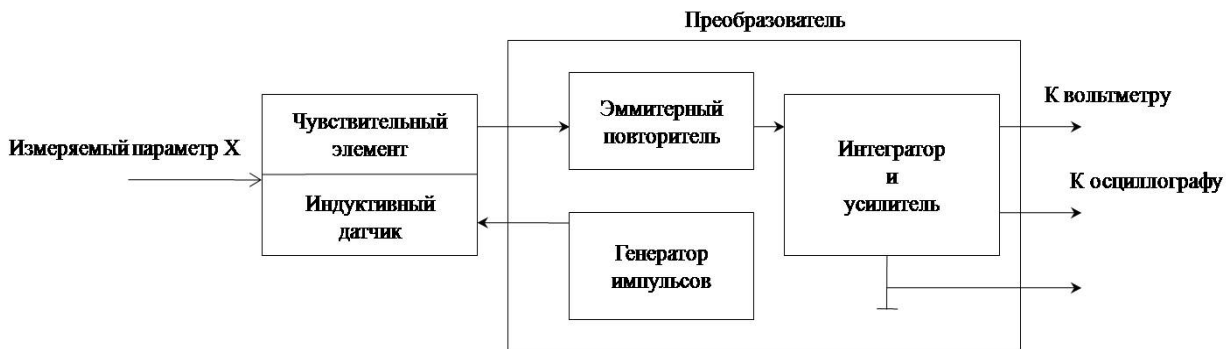 Преобразователь
Измеряемый параметр X
Чувствительный
элемент
Индуктивный
датчик
Эммитерный
повторитель
Генератор
импульсов
Интегратор
и
усилитель
К вольтметру
К осциллографу